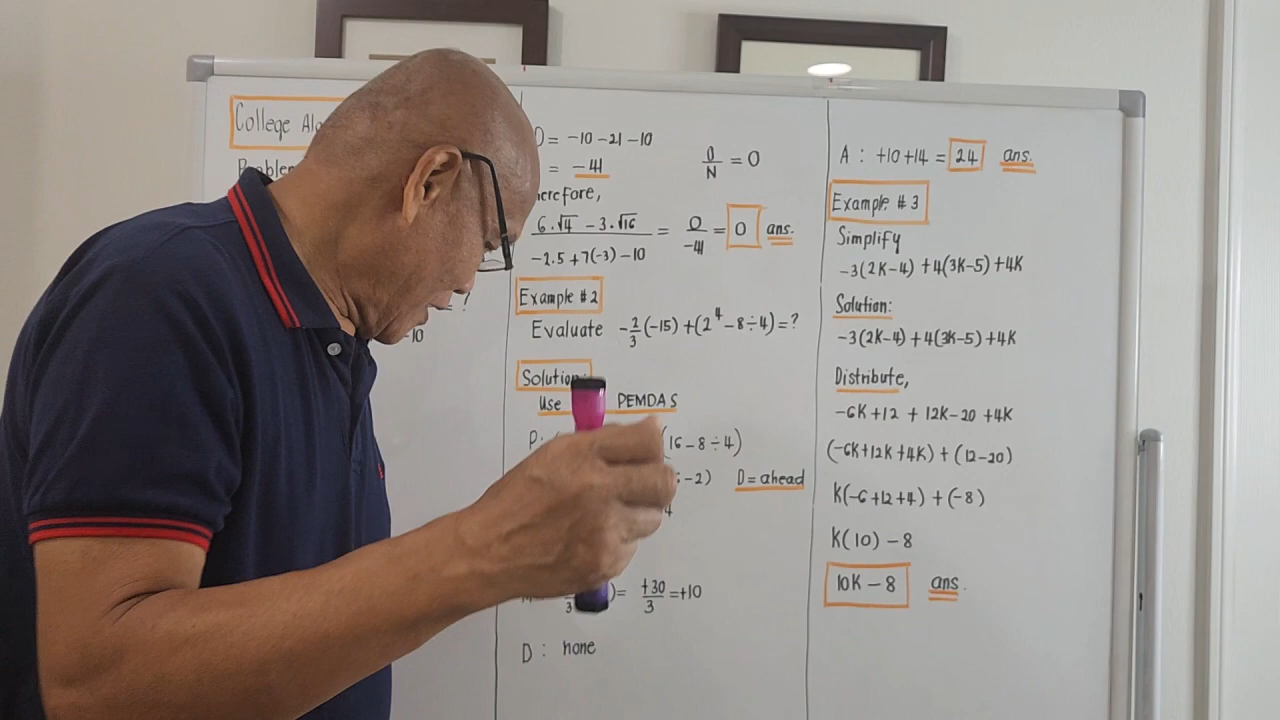 College
Problem
= ?
-10
D = -10-21-10
= -41
0/N = 0
Therefore,
6·√4 - 3·√16 / -2·5+7(-3)-10 = 0/-41 = 0 ans.
Example #2
Evaluate -2/3(-15)+(2⁴-8÷4)=?
Solution:
Use PEMDAS
P: (16-8÷4)
-2) D=ahead
4
3 )= +30/3 =+10
D: none
A: +10+14 = 24 ans.
Example #3
Simplify
-3(2K-4)+4(3K-5)+4K
Solution:
-3(2K-4)+4(3K-5)+4K
Distribute,
-6K+12 + 12K-20 +4K
(-6K+12K+4K)+(12-20)
K(-6+12+4)+(-8)
K(10)-8
10K-8 ans.